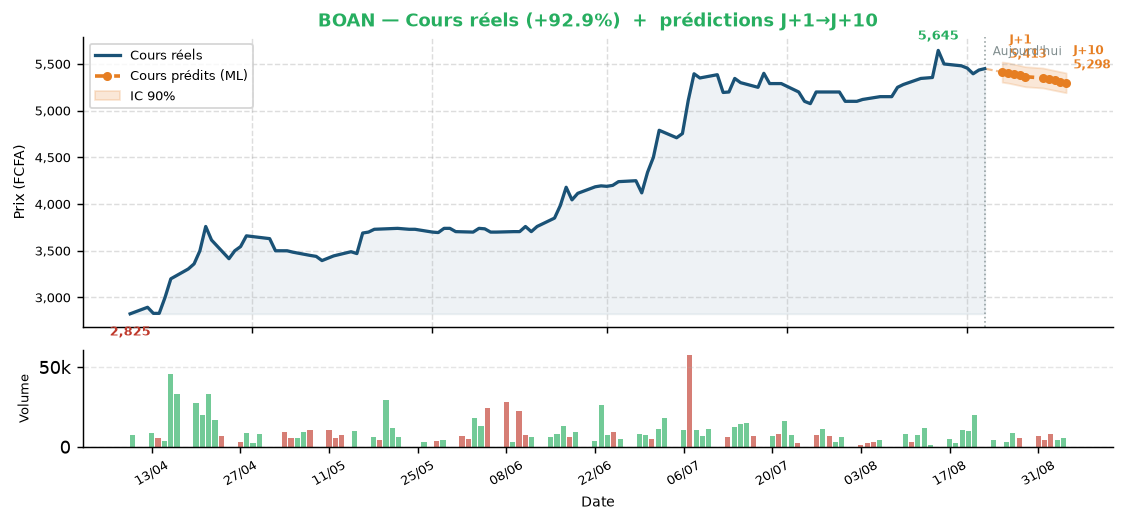 BOAN — Cours réels (+92.9%)  +  prédictions J+1→J+10
Cours réels
Cours prédits (ML)
IC 90%
5,645
Aujourd'hui
J+1
5,413
J+10
5,298
2,825
Prix (FCFA)
5,500
5,000
4,500
4,000
3,500
3,000
Volume
50k
0
13/04
27/04
11/05
25/05
08/06
22/06
06/07
20/07
03/08
17/08
31/08
Date